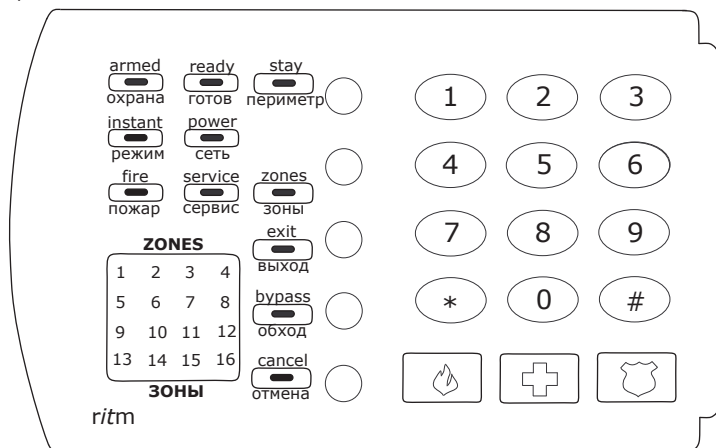 armed ready stay
охрана готов периметр
1 2 3
instant power
режим сеть
4 5 6
fire service zones
пожар сервис зоны
exit
выход
7 8 9
ZONES
1 2 3 4
5 6 7 8
9 10 11 12
13 14 15 16
ЗОНЫ
bypass
обход
* 0 #
cancel
отмена
ritm